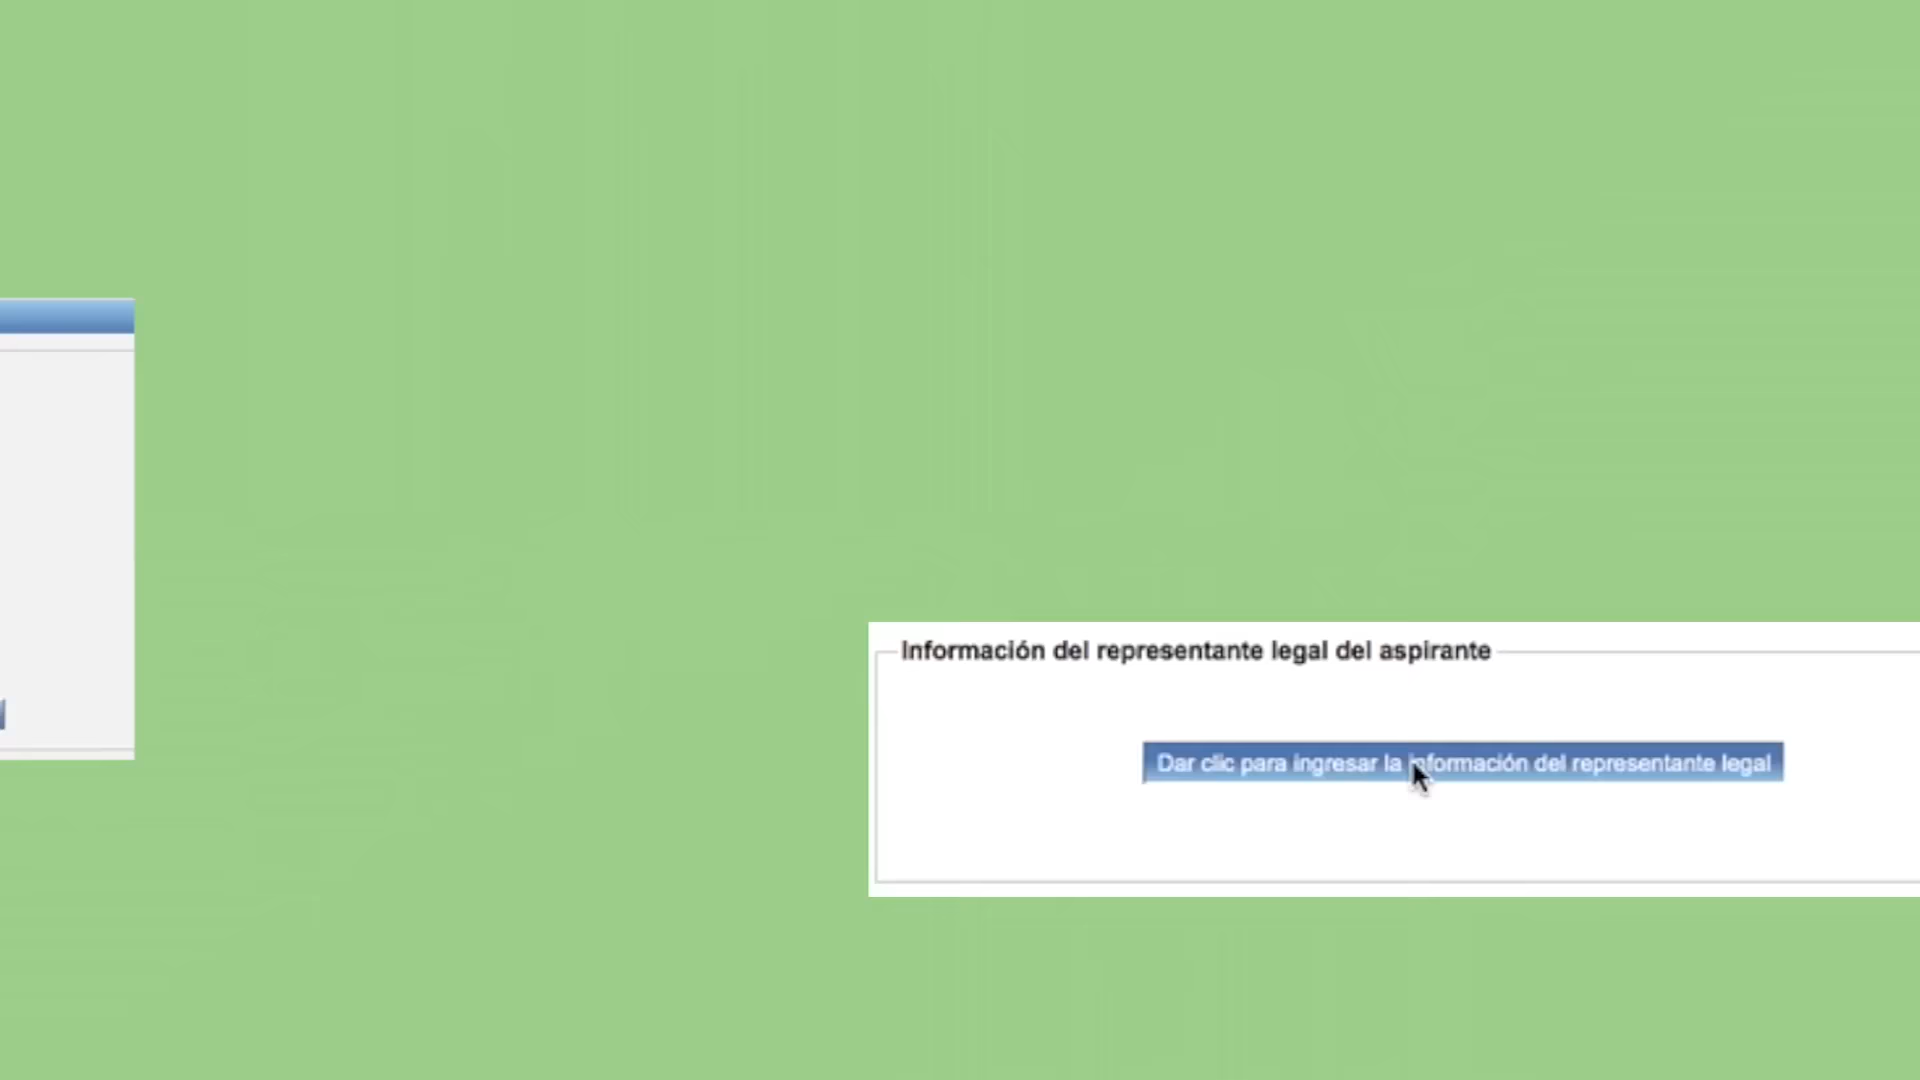 Información del representante legal del aspirante
Dar clic para ingresar la información del representante legal